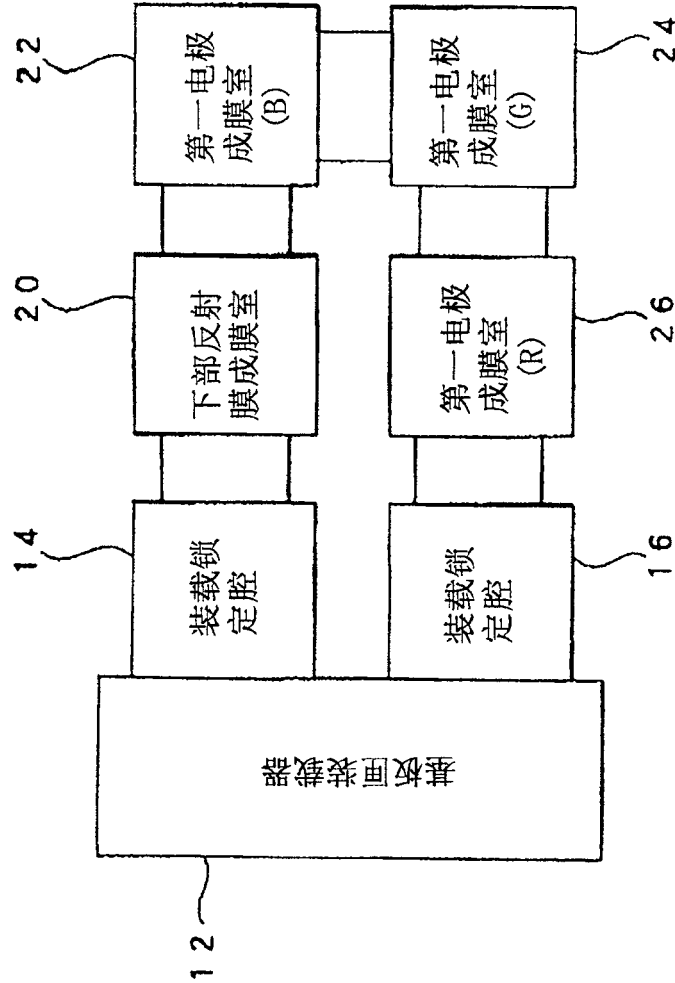 14
20
22
装载锁
定腔
下部反射
膜成膜室
第一电极
成膜室
(B)
12
基板匣装载器
装载锁
定腔
第一电极
成膜室
(R)
第一电极
成膜室
(G)
16
26
24